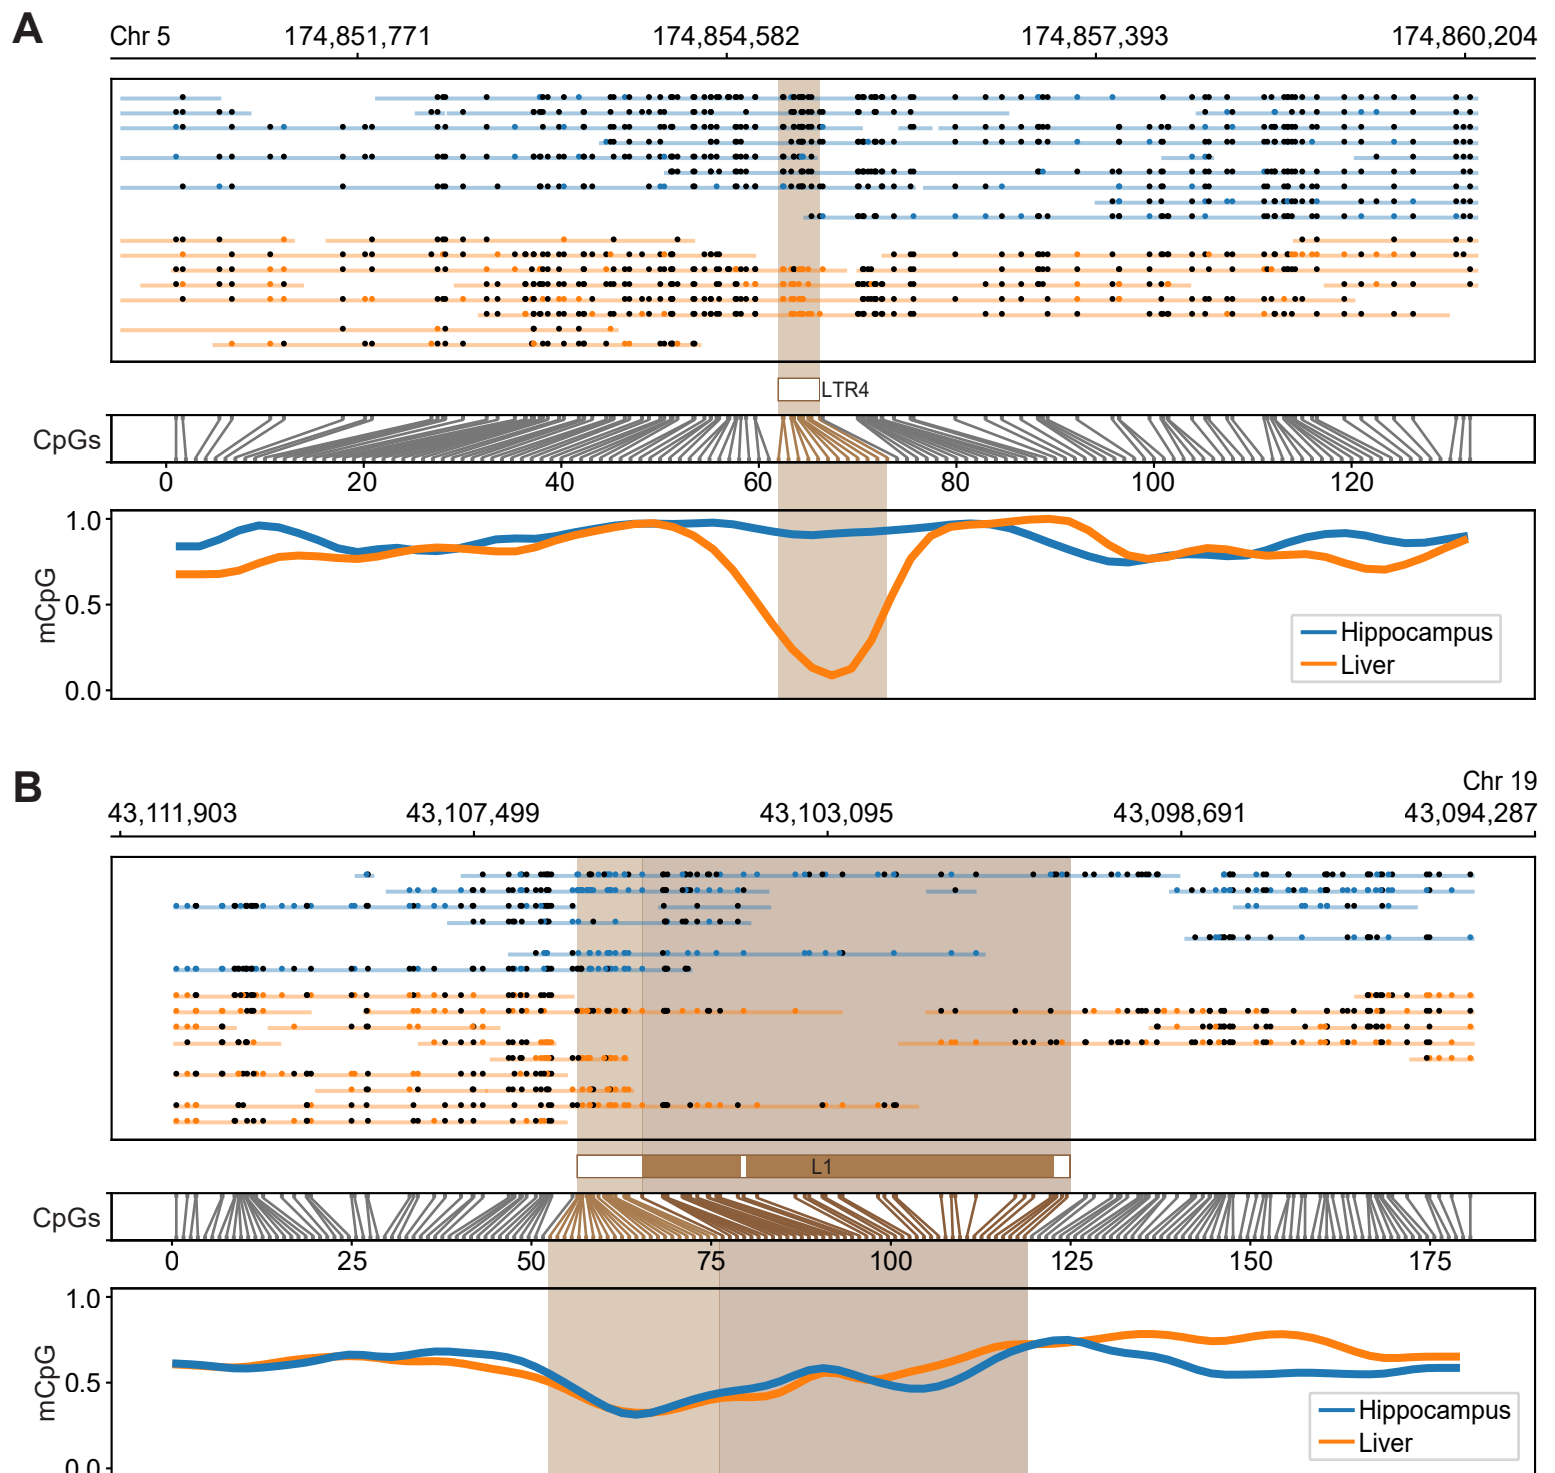 A
Chr 5 174,851,771 174,854,582 174,857,393 174,860,204
LTR4
CpGs
0 20 40 60 80 100 120
1.0
0.5
0.0
mCpG
Hippocampus
Liver
B
Chr 19
43,111,903 43,107,499 43,103,095 43,098,691 43,094,287
L1
CpGs
0 25 50 75 100 125 150 175
1.0
0.5
0.0
mCpG
Hippocampus
Liver